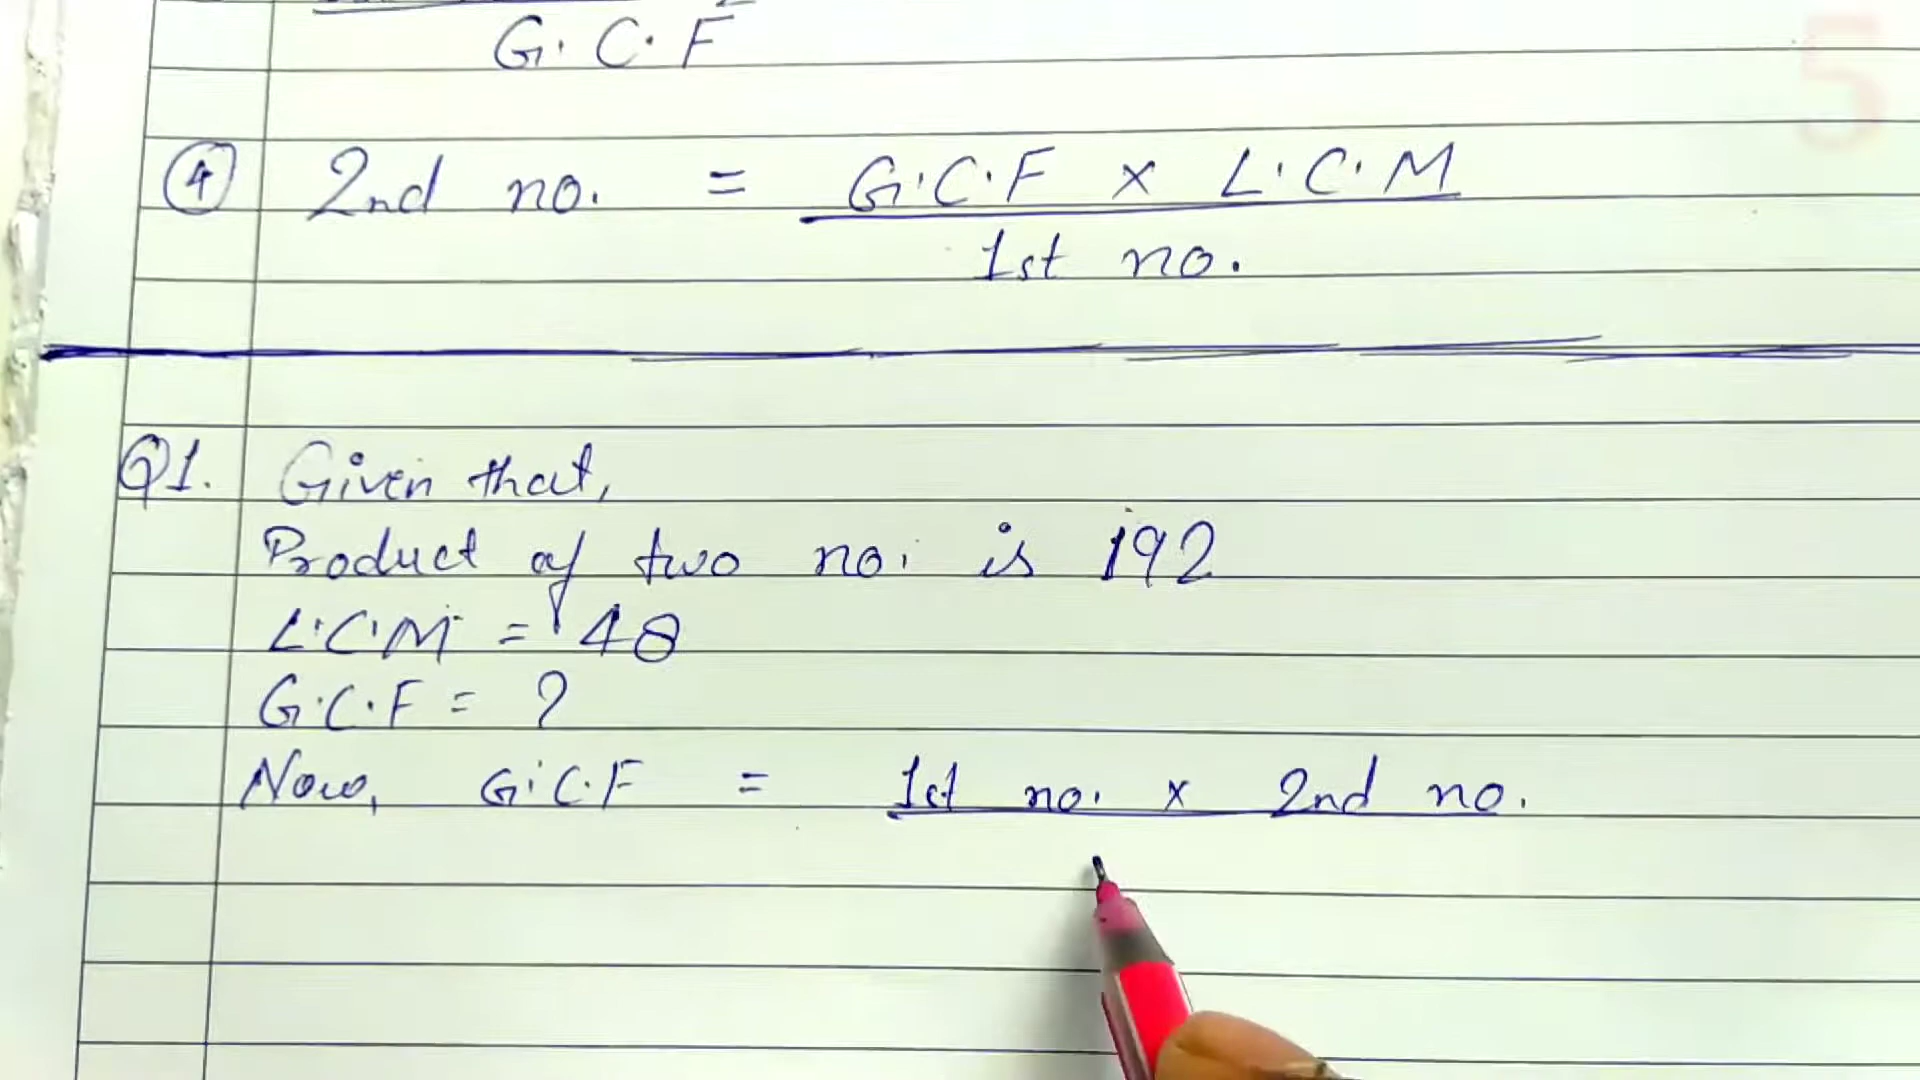 G.C.F
④ 2nd no. = G.C.F x L.C.M
1st no.
Q1. Given that,
Product of two no. is 192
L.C.M = 48
G.C.F = ?
Now, G.C.F = 1st no. x 2nd no.
5